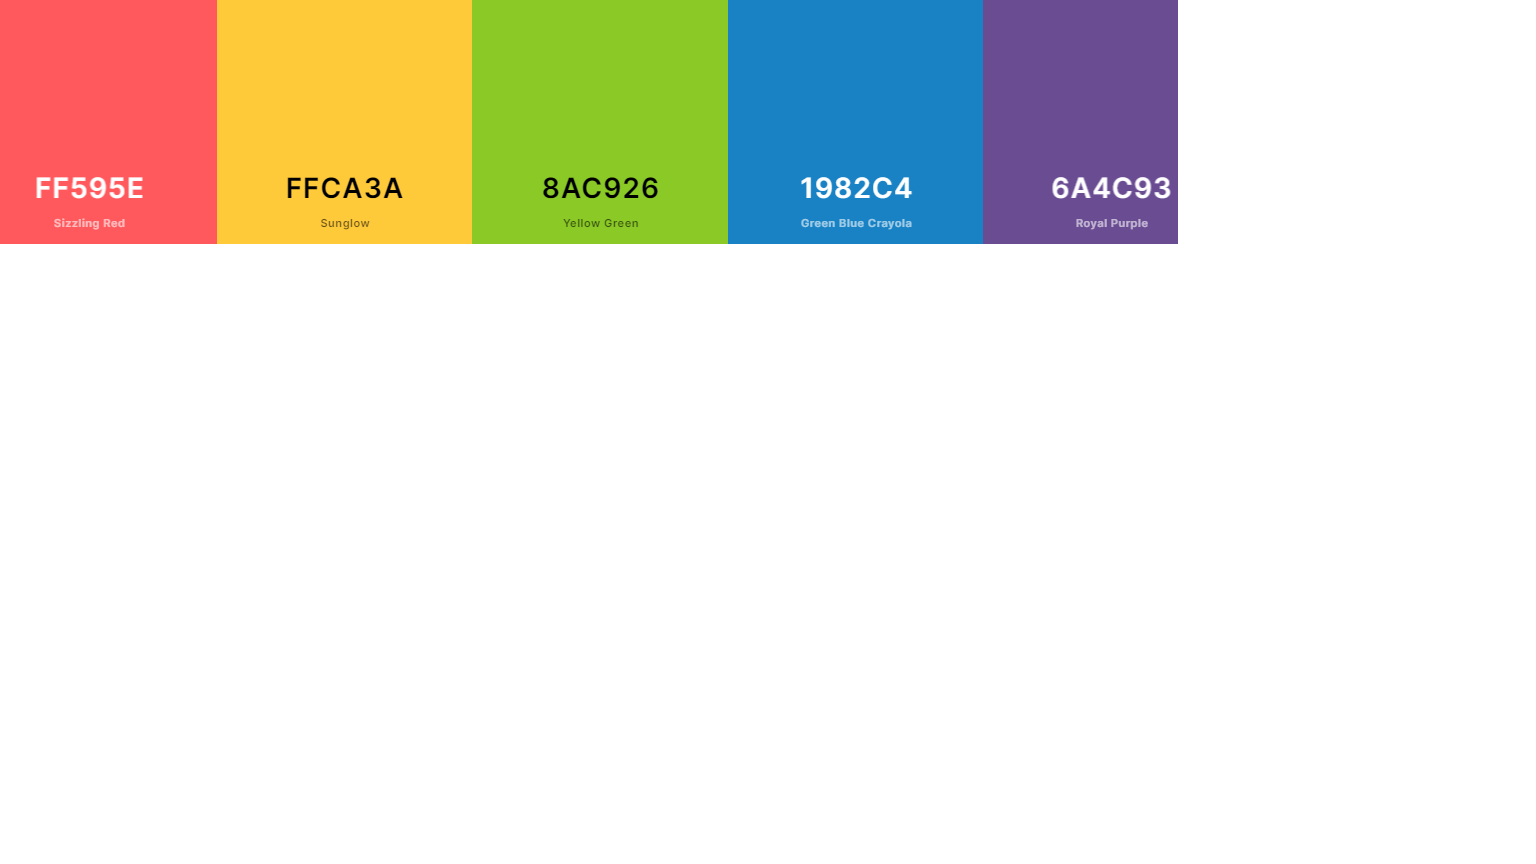 FF595E
Sizzling Red
FFCA3A
Sunglow
8AC926
Yellow Green
1982C4
Green Blue Crayola
6A4C93
Royal Purple